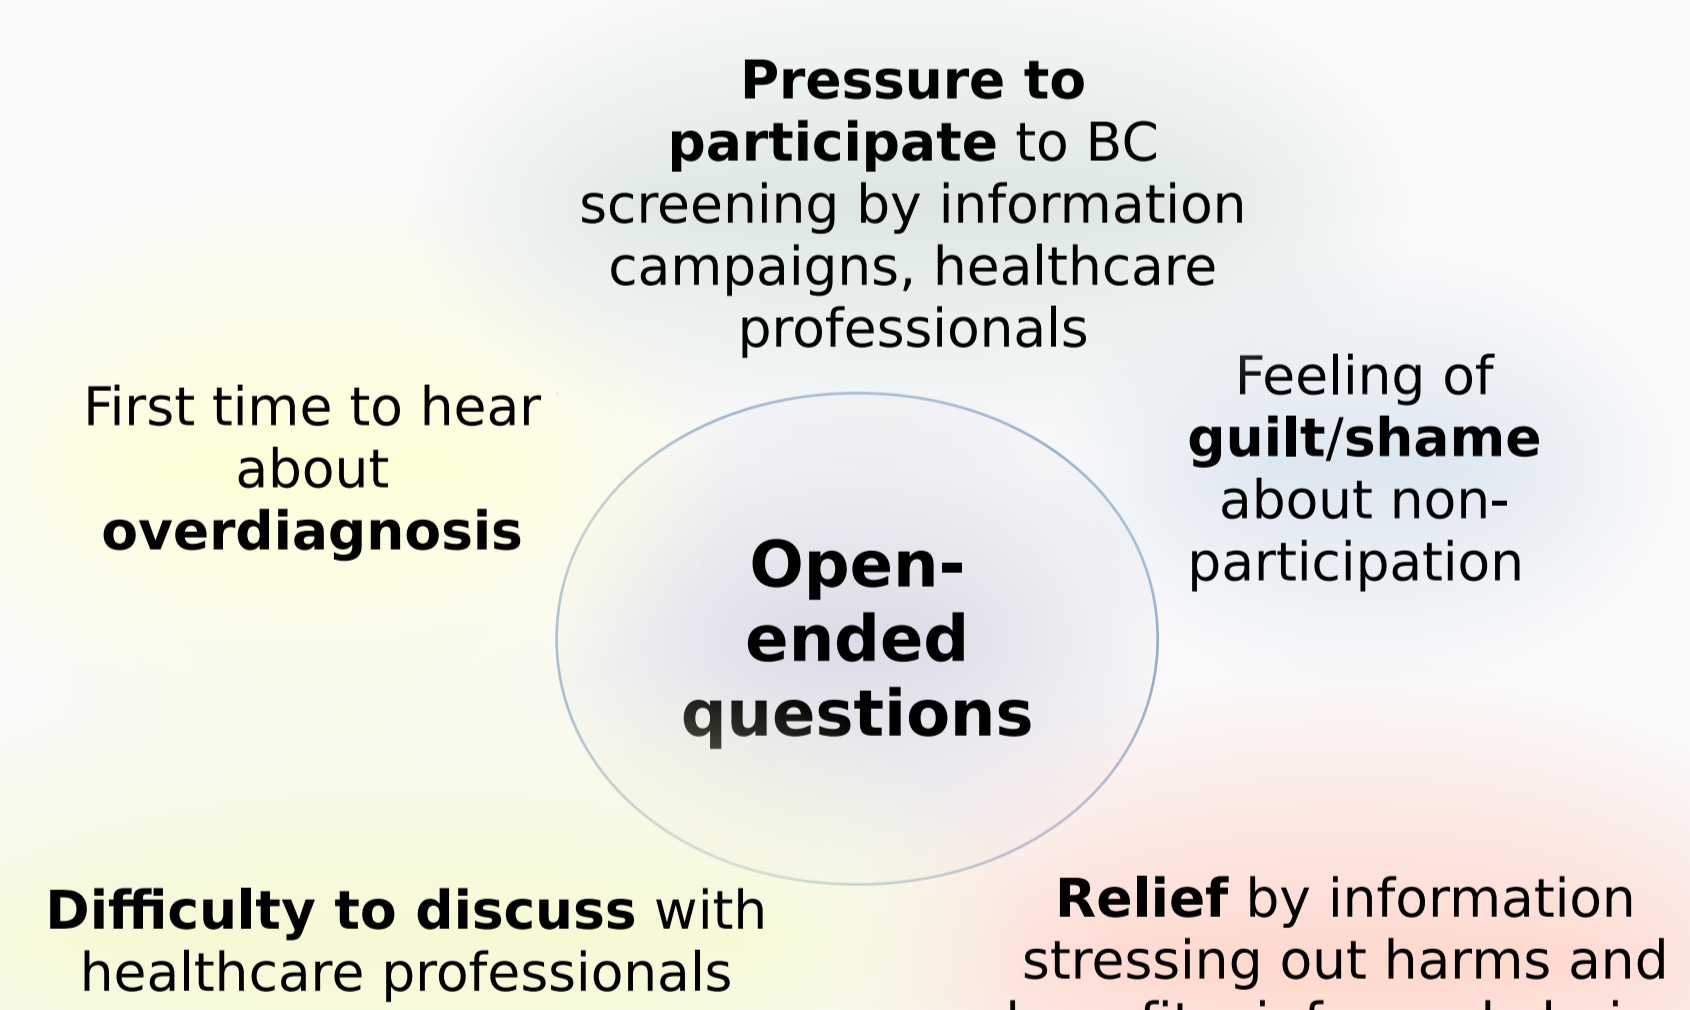 Pressure to
participate to BC
screening by information
campaigns, healthcare
professionals
First time to hear
about
overdiagnosis
Feeling of
guilt/shame
about non-
participation
Open-
ended
questions
Difficulty to discuss with
healthcare professionals
Relief by information
stressing out harms and